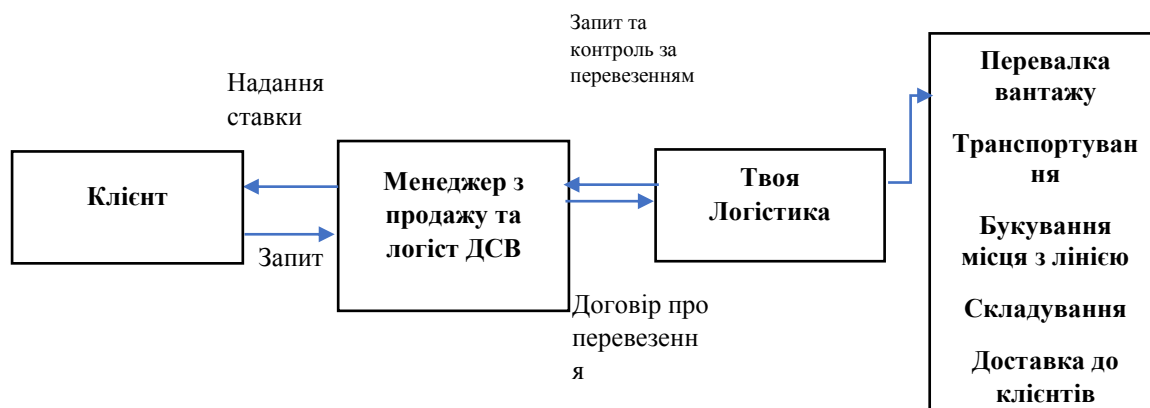 Запит та
контроль за
перевезенням
Надання
ставки
Клієнт
Запит
Менеджер з
продажу та
логіст ДСВ
Договір про
перевезенн
я
Твоя
Логістика
Перевалка
вантажу
Транспортуван
ня
Букування
місця з лінією
Складування
Доставка до
клієнтів